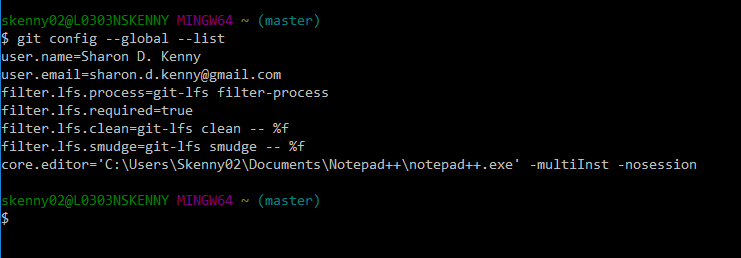 skenny02@L0303NSKENNY MINGW64 ~ (master)
$ git config --global --list
user.name=Sharon D. Kenny
user.email=sharon.d.kenny@gmail.com
filter.lfs.process=git-lfs filter-process
filter.lfs.required=true
filter.lfs.clean=git-lfs clean -- %f
filter.lfs.smudge=git-lfs smudge -- %f
core.editor='C:\Users\Skenny02\Documents\Notepad++\notepad++.exe' -multiInst -nosession
skenny02@L0303NSKENNY MINGW64 ~ (master)
$